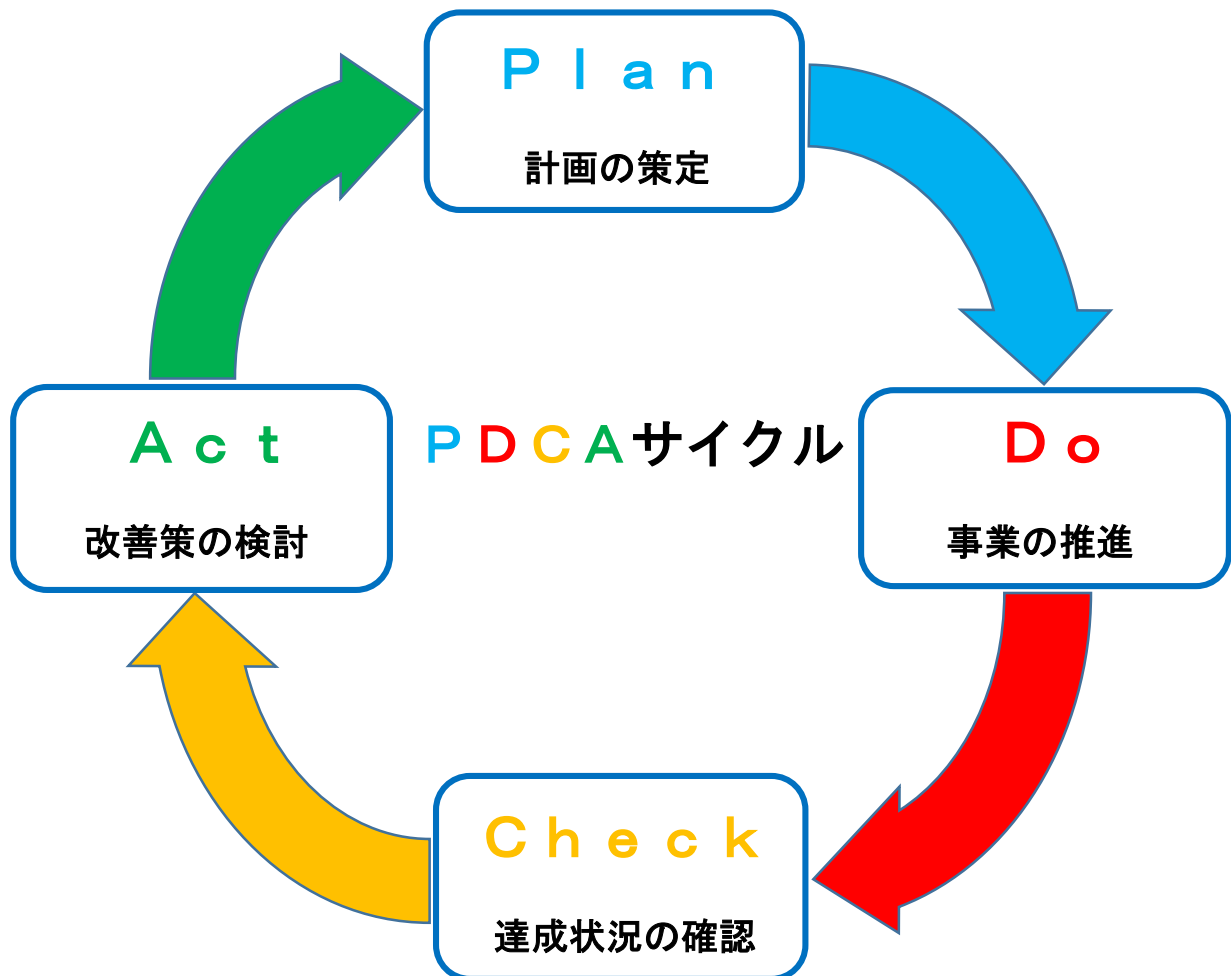 Ｐｌａｎ
計画の策定
Ａｃｔ
改善策の検討
ＰＤＣＡサイクル
Ｄｏ
事業の推進
Ｃｈｅｃｋ
達成状況の確認